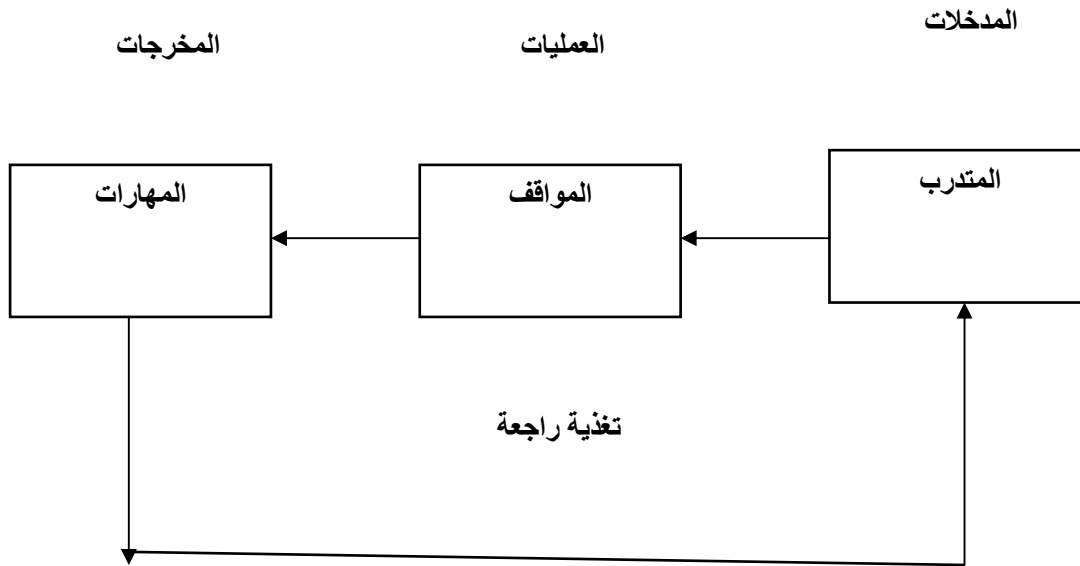 المدخلات
العمليات
المخرجات
المتدرب
المواقف
المهارات
تغذية راجعة